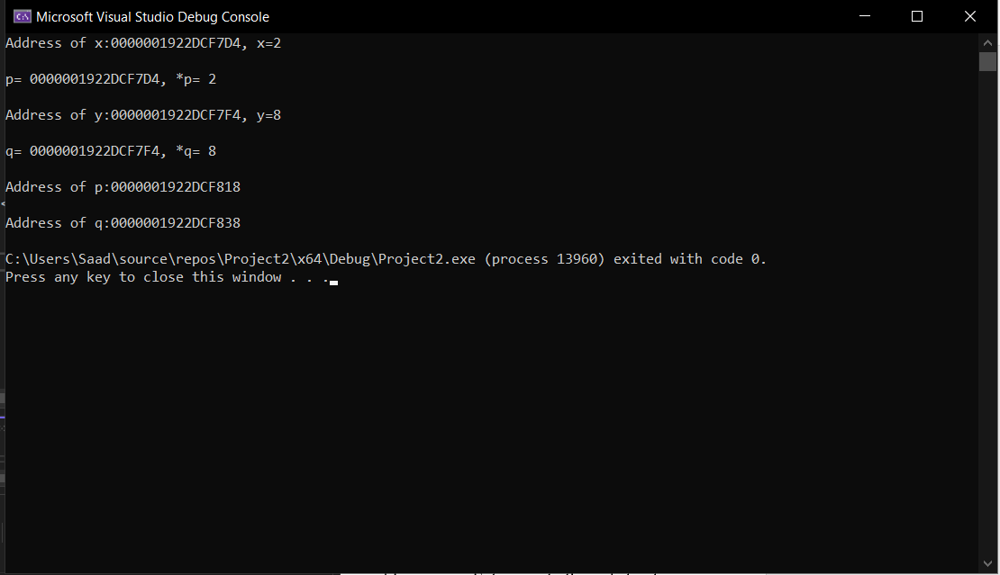 Microsoft Visual Studio Debug Console
Address of x:0000001922DCF7D4, x=2
p= 0000001922DCF7D4, *p= 2
Address of y:0000001922DCF7F4, y=8
q= 0000001922DCF7F4, *q= 8
Address of p:0000001922DCF818
Address of q:0000001922DCF838
C:\Users\Saad\source\repos\Project2\x64\Debug\Project2.exe (process 13960) exited with code 0.
Press any key to close this window . . .